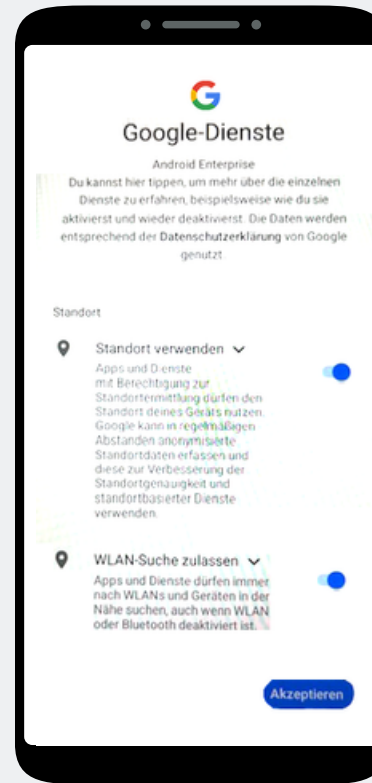 Google-Dienste
Android Enterprise
Du kannst hier tippen, um mehr über die einzelnen
Dienste zu erfahren, beispielsweise wie du sie
aktivierst und wieder deaktivierst. Die Daten werden
entsprechend der Datenschutzerklärung von Google
genutzt.
Standort
Standort verwenden
Apps und Dienste
mit Berechtigung zur
Standortermittlung dürfen den
Standort deines Geräts nutzen.
Google kann in regelmäßigen
Abständen anonymisierte
Standortdaten erfassen und
diese zur Verbesserung der
Standortgenauigkeit und
standortbasierter Dienste
verwenden.
WLAN-Suche zulassen
Apps und Dienste dürfen immer
nach WLANs und Geräten in der
Nähe suchen, auch wenn WLAN
oder Bluetooth deaktiviert ist.
Akzeptieren